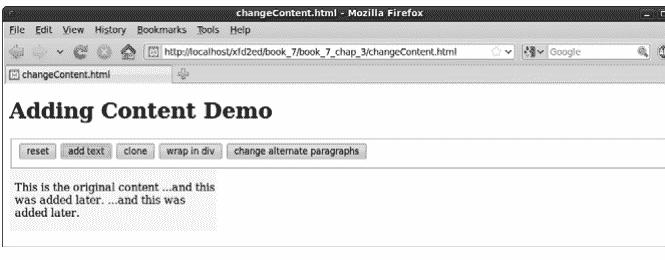 changeContent.html - Mozilla Firefox
File Edit View History Bookmarks Tools Help
http://localhost/xfd2ed/book_7/book_7_chap_3/changeContent.html Google
changeContent.html
Adding Content Demo
reset add text clone wrap in div change alternate paragraphs
This is the original content ...and this
was added later. ...and this was
added later.